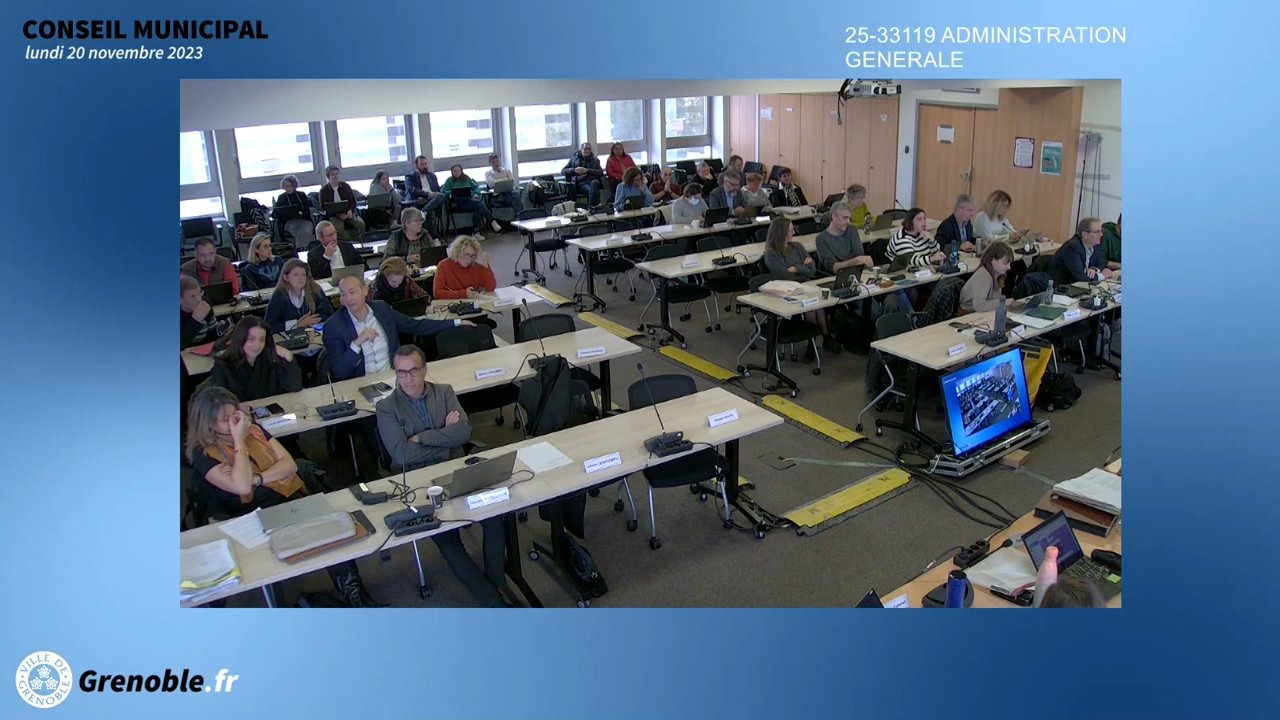 CONSEIL MUNICIPAL
lundi 20 novembre 2023
25-33119 ADMINISTRATION
GENERALE
VILLE DE
GRENOBLE
Grenoble.fr